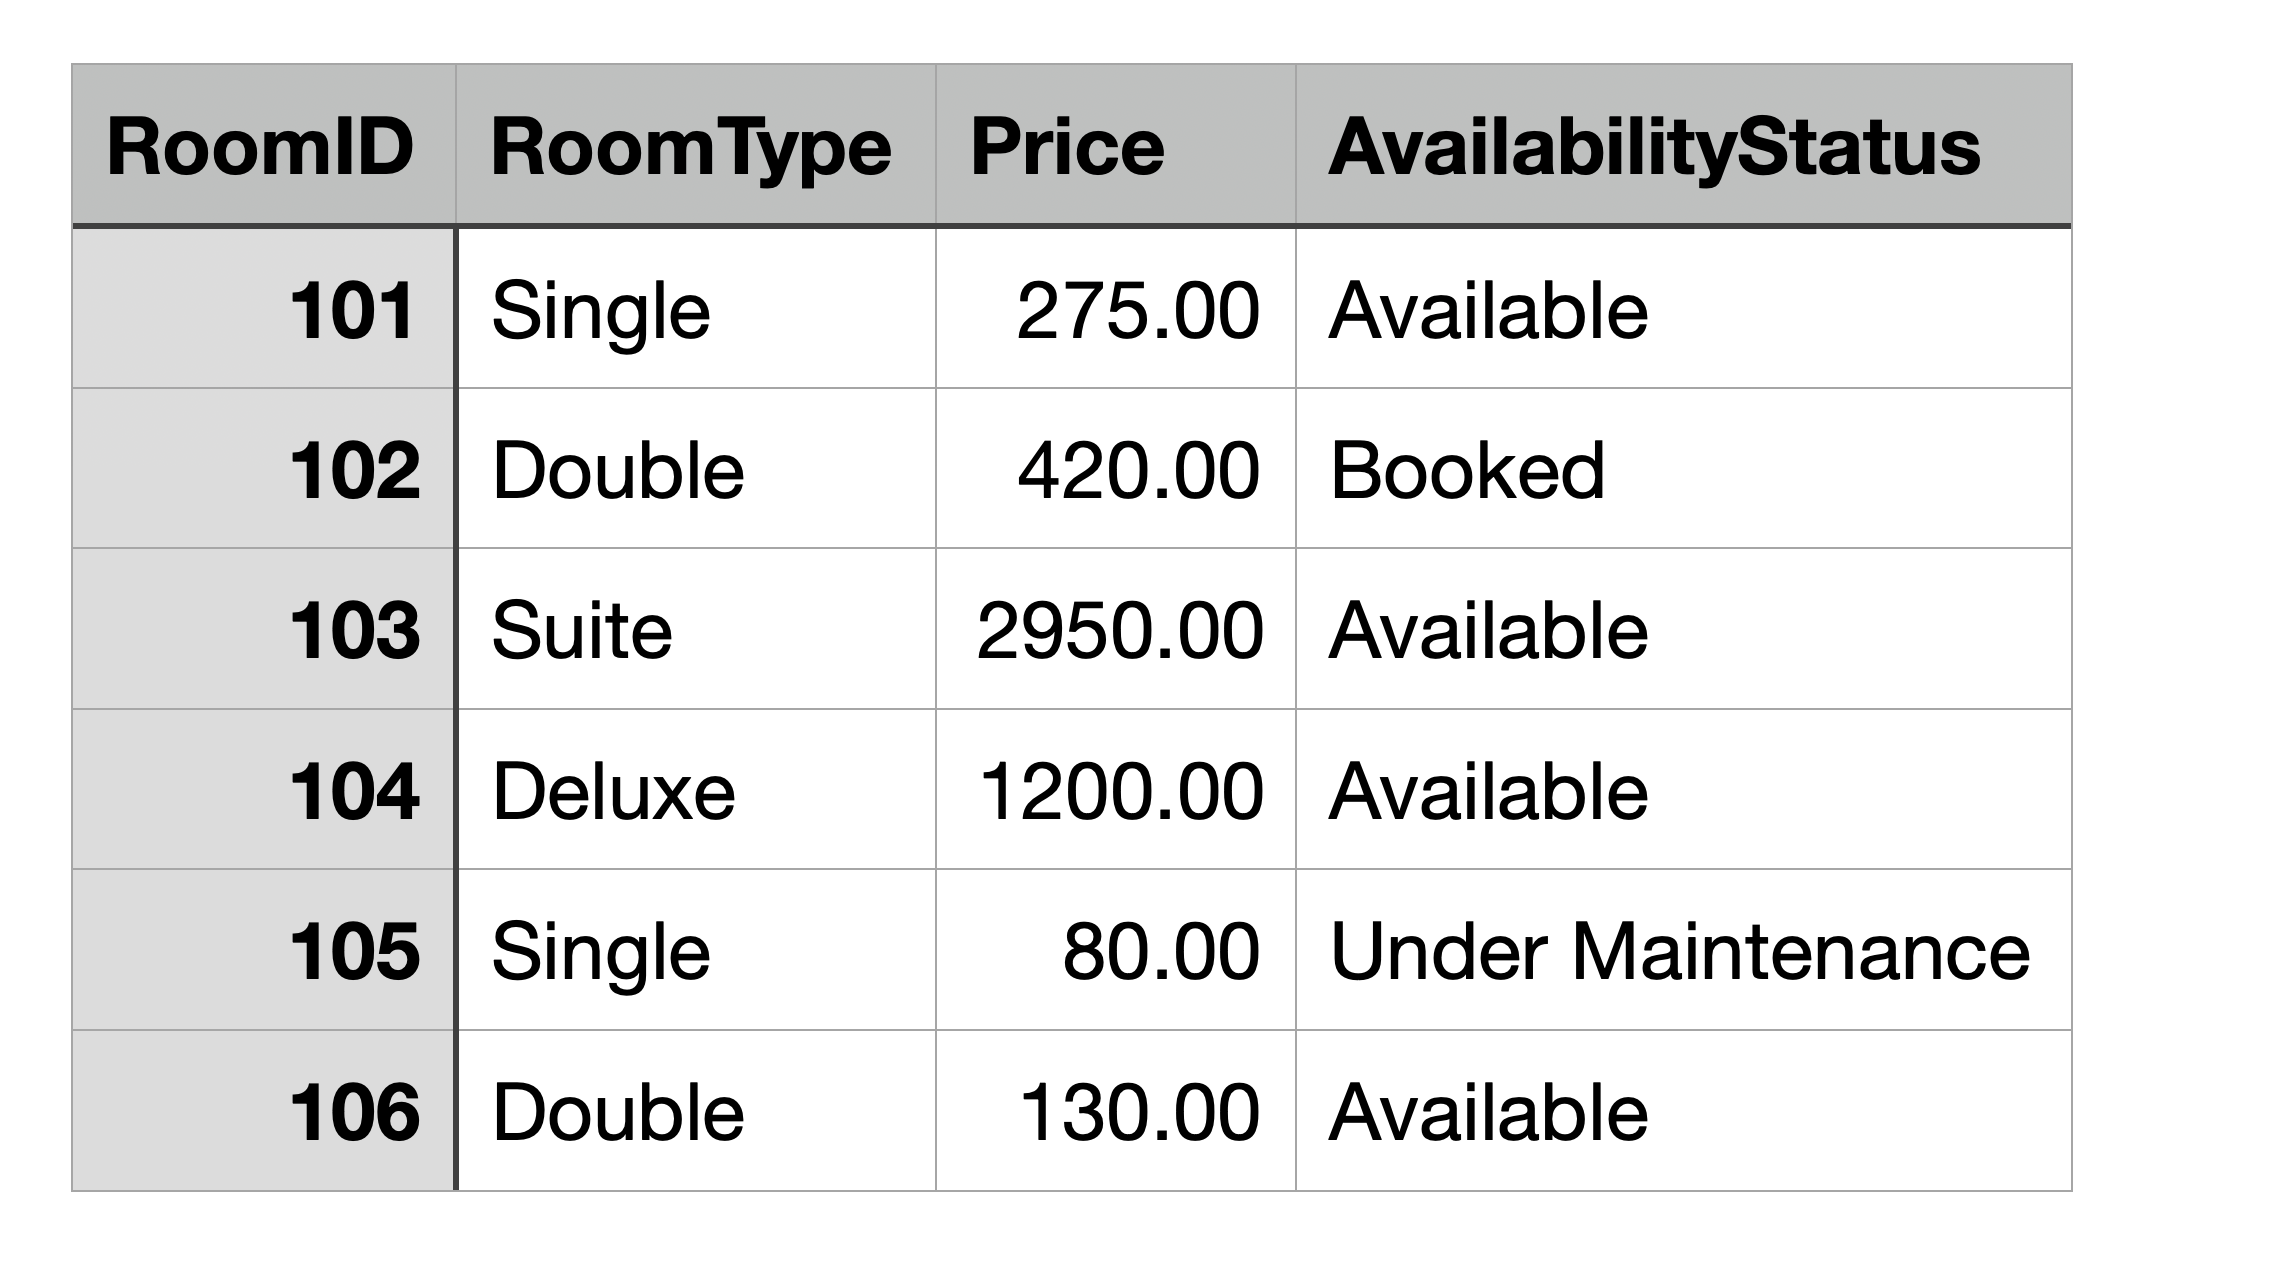 RoomID RoomType Price AvailabilityStatus
101 Single 275.00 Available
102 Double 420.00 Booked
103 Suite 2950.00 Available
104 Deluxe 1200.00 Available
105 Single 80.00 Under Maintenance
106 Double 130.00 Available